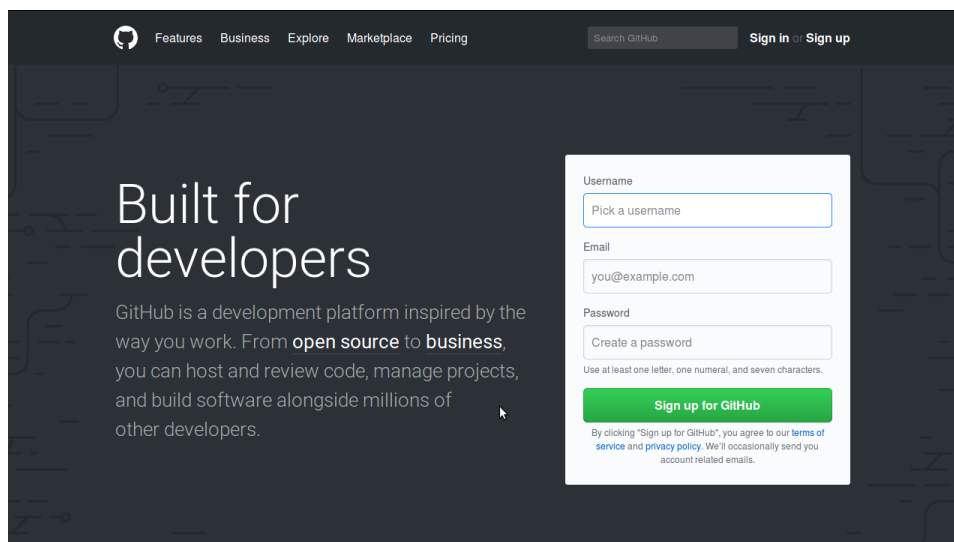 Features Business Explore Marketplace Pricing Search GitHub Sign in or Sign up
Built for
developers
GitHub is a development platform inspired by the
way you work. From open source to business,
you can host and review code, manage projects,
and build software alongside millions of
other developers.
Username
Pick a username
Email
you@example.com
Password
Create a password
Use at least one letter, one numeral, and seven characters.
Sign up for GitHub
By clicking "Sign up for GitHub", you agree to our terms of
service and privacy policy. We'll occasionally send you
account related emails.